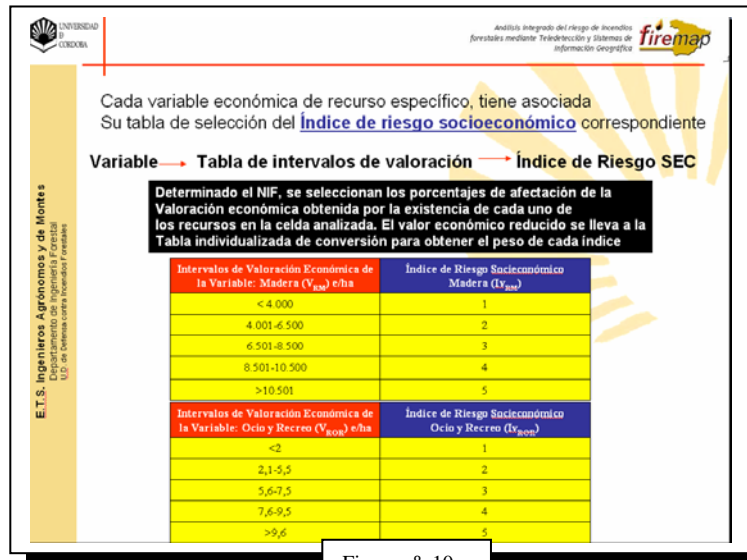 UNIVERSIDAD
D
CORDOBA
Análisis integrado del riesgo de incendios
forestales mediante Teledetección y Sistemas de
Información Geográfica
firemap
E.T.S. Ingenieros Agrónomos y de Montes
Departamento de Ingeniería Forestal
U.D. de Defensa contra Incendios Forestales
Cada variable económica de recurso específico, tiene asociada
Su tabla de selección del Índice de riesgo socioeconómico correspondiente
Variable → Tabla de intervalos de valoración → Índice de Riesgo SEC
Determinado el NIF, se seleccionan los porcentajes de afectación de la
Valoración económica obtenida por la existencia de cada uno de
los recursos en la celda analizada. El valor económico reducido se lleva a la
Tabla individualizada de conversión para obtener el peso de cada índice
Intervalos de Valoración Económica de
la Variable: Madera (V_RM) e/ha
Índice de Riesgo Socieconómico
Madera (Iv_RM)
< 4.000 1
4.001-6.500 2
6.501-8.500 3
8.501-10.500 4
>10.501 5
Intervalos de Valoración Económica de
la Variable: Ocio y Recreo (V_ROR) e/ha
Índice de Riesgo Socieconómico
Ocio y Recreo (Iv_ROR)
<2 1
2,1-5,5 2
5,6-7,5 3
7,6-9,5 4
>9,6 5